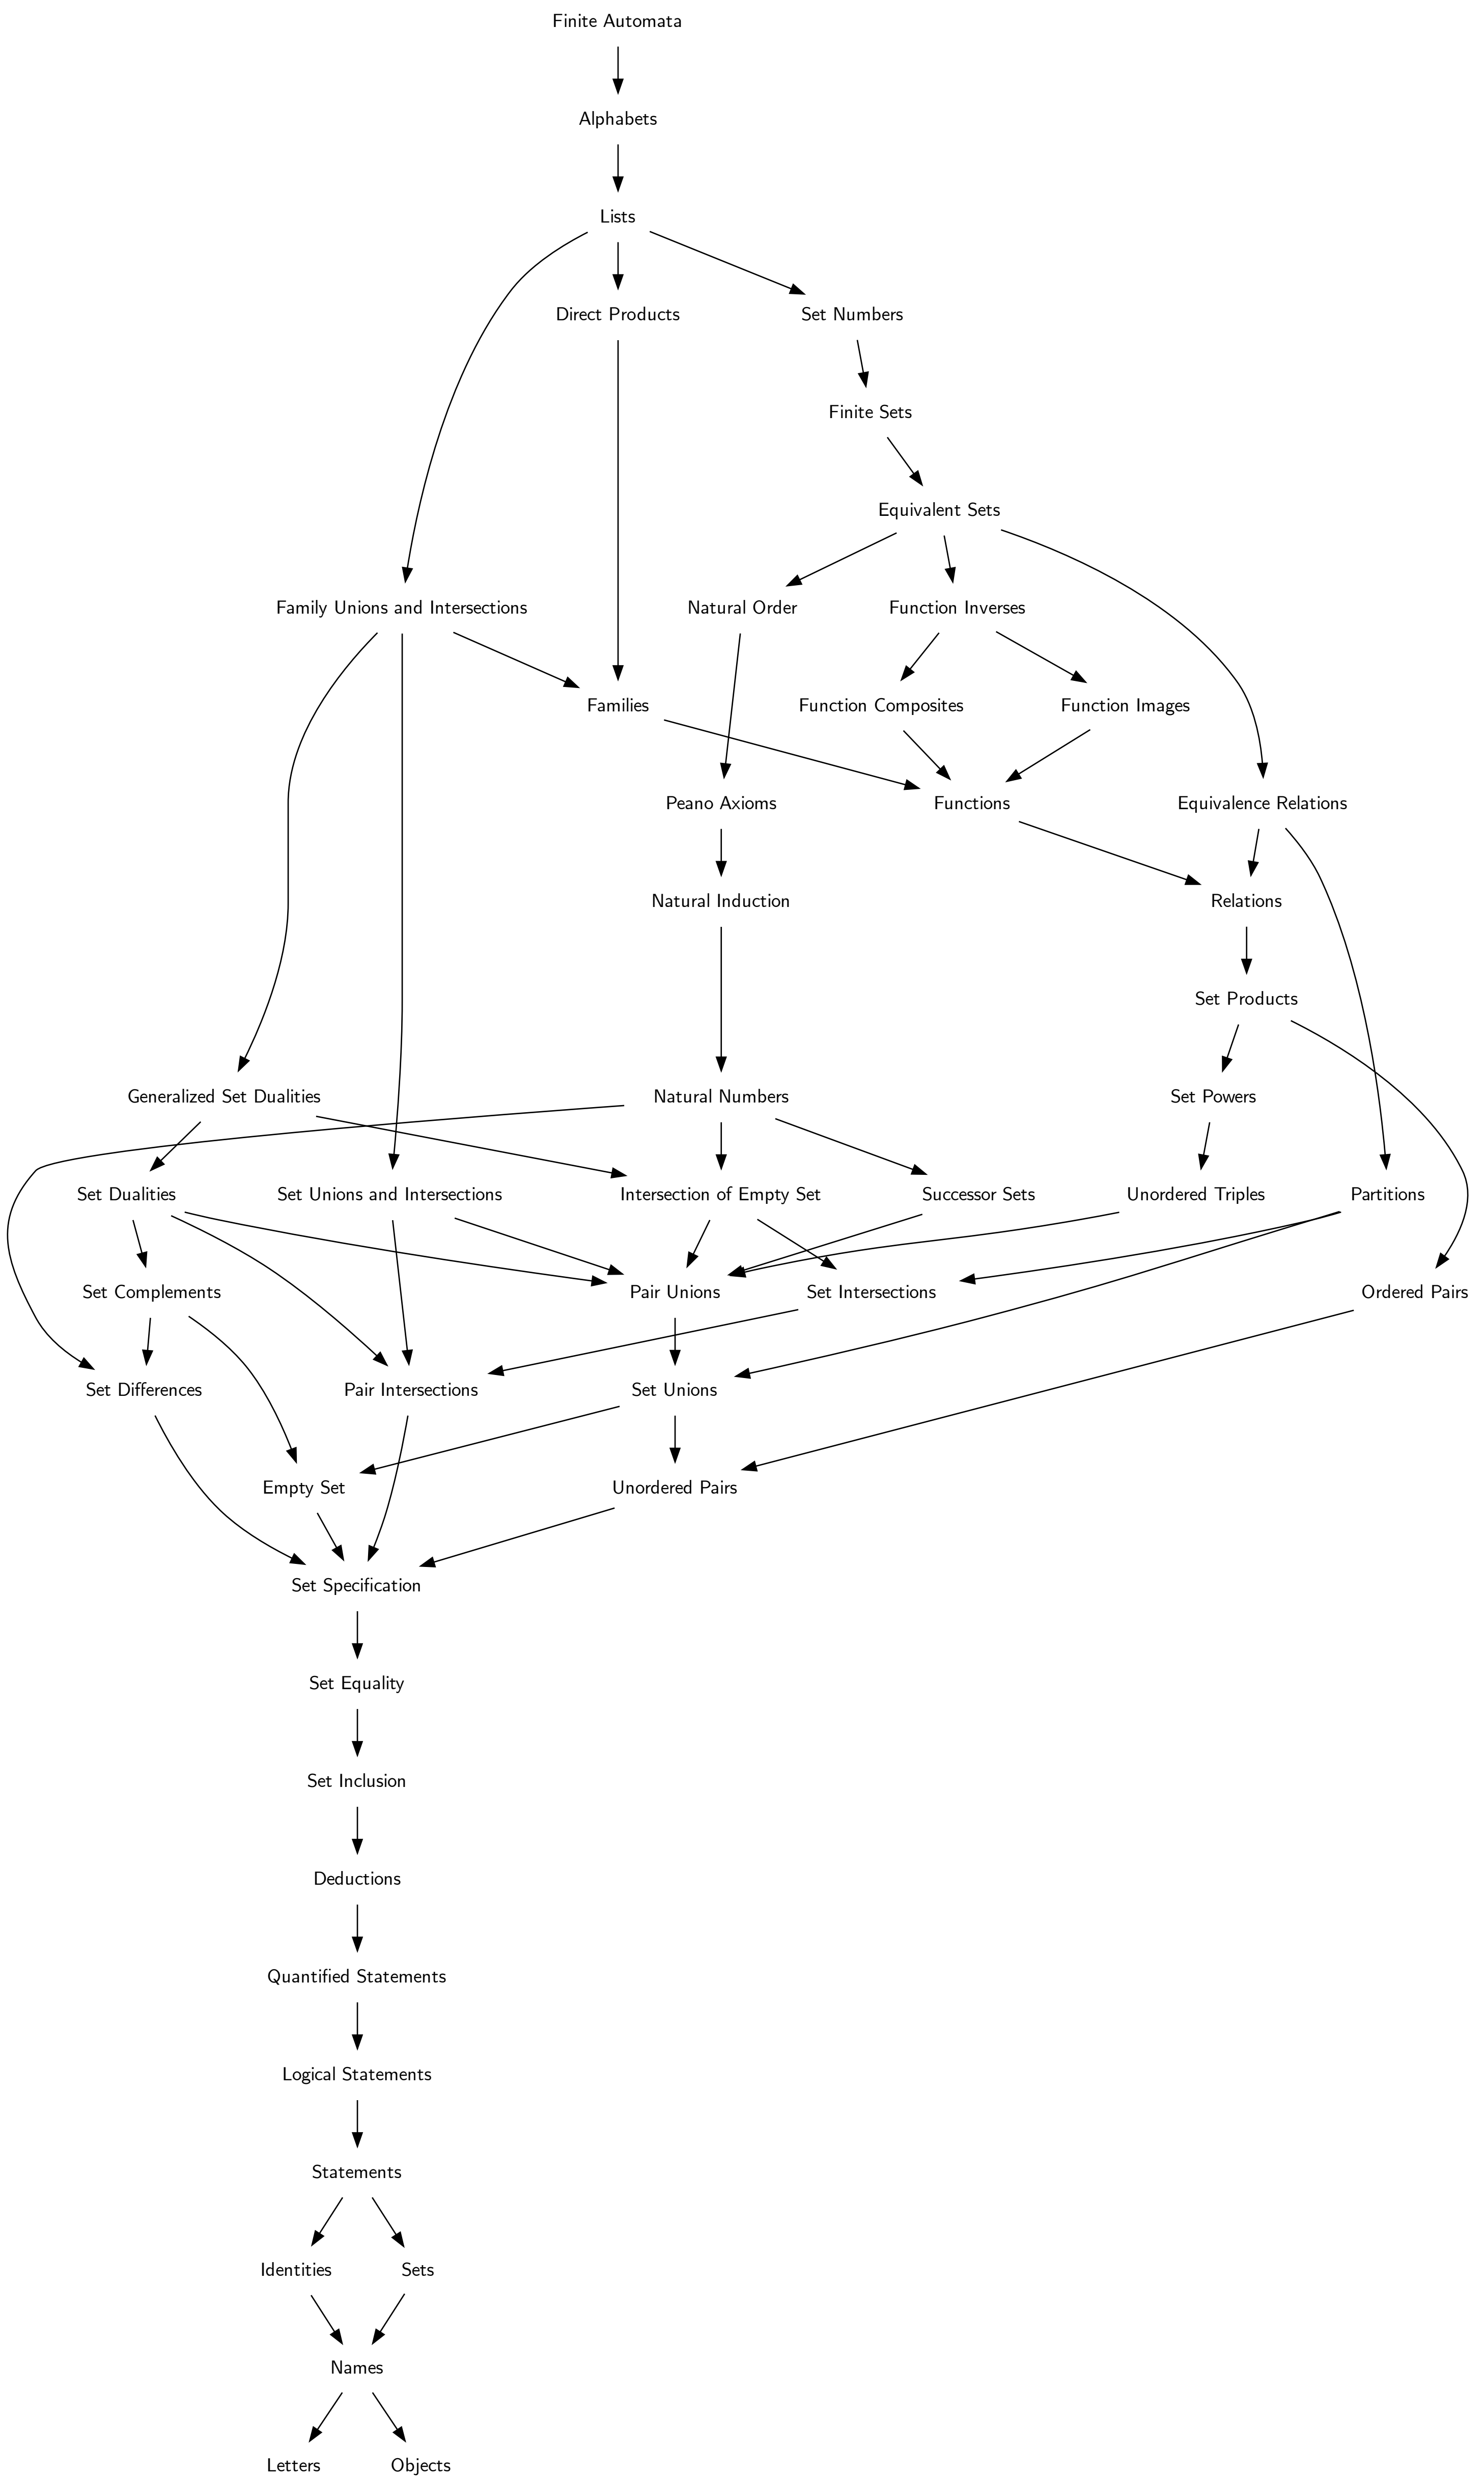 Finite Automata
Alphabets
Lists
Direct Products
Set Numbers
Finite Sets
Equivalent Sets
Family Unions and Intersections
Natural Order
Function Inverses
Families
Function Composites
Function Images
Peano Axioms
Functions
Equivalence Relations
Natural Induction
Relations
Set Products
Generalized Set Dualities
Natural Numbers
Set Powers
Set Dualities
Set Unions and Intersections
Intersection of Empty Set
Successor Sets
Unordered Triples
Partitions
Set Complements
Pair Unions
Set Intersections
Ordered Pairs
Set Differences
Pair Intersections
Set Unions
Empty Set
Unordered Pairs
Set Specification
Set Equality
Set Inclusion
Deductions
Quantified Statements
Logical Statements
Statements
Identities
Sets
Names
Letters
Objects